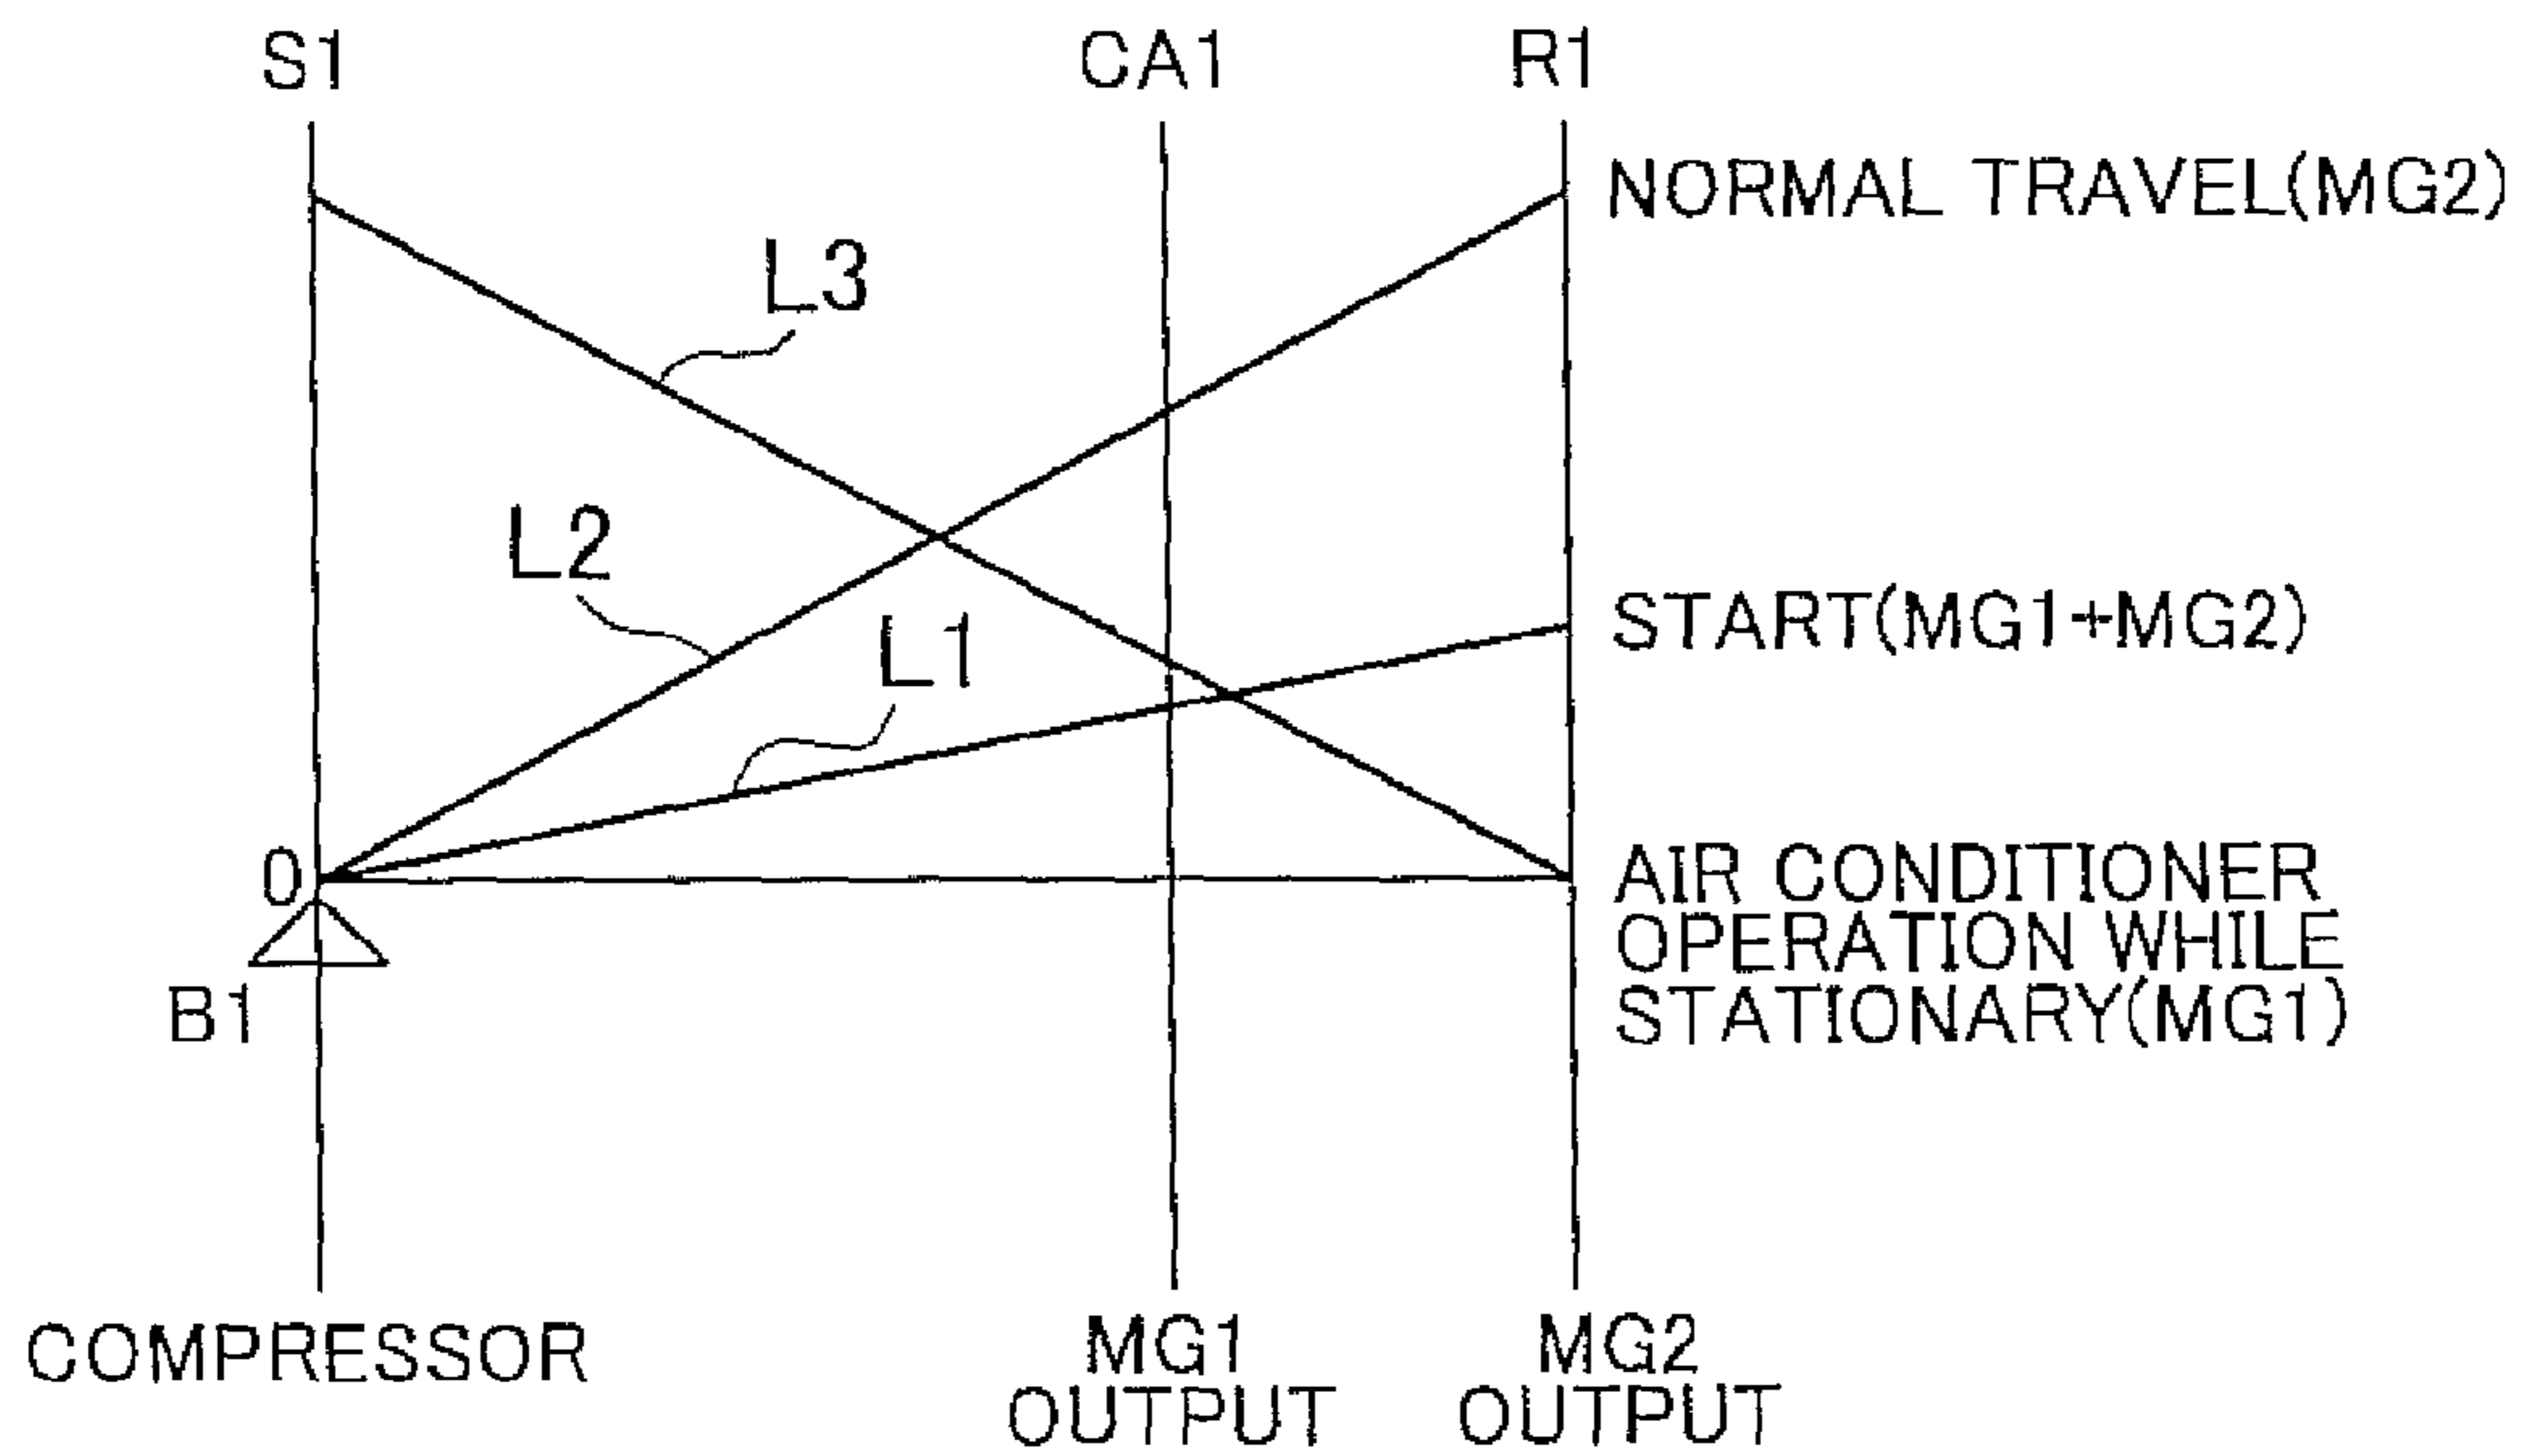 S1
CA1
R1
NORMAL TRAVEL(MG2)
L3
L2
START(MG1+MG2)
L1
0
AIR CONDITIONER
OPERATION WHILE
STATIONARY(MG1)
B1
COMPRESSOR
MG1
OUTPUT
MG2
OUTPUT